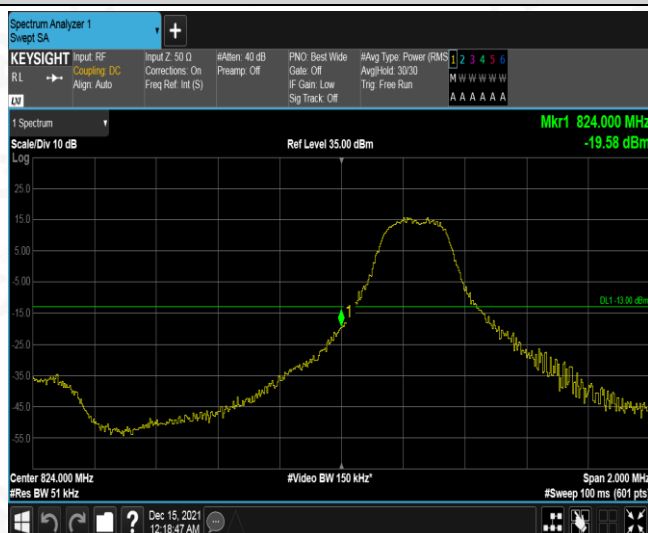 Spectrum Analyzer 1
Swept SA
+
KEYSIGHT
RL
Input: RF
Coupling: DC
Align: Auto
Input Z: 50 Ω
Corrections: On
Freq Ref: Int (S)
#Atten: 40 dB
Preamp: Off
PNO: Best Wide
Gate: Off
IF Gain: Low
Sig Track: Off
#Avg Type: Power (RMS
Avg|Hold: 30/30
Trig: Free Run
1 2 3 4 5 6
M W W W W W
A A A A A A
LXI
1 Spectrum
Mkr1 824.000 MHz
-19.58 dBm
Scale/Div 10 dB
Ref Level 35.00 dBm
Log
25.0
15.0
5.00
-5.00
DL1 -13.00 dBm
1
-15.0
-25.0
-35.0
-45.0
-55.0
Center 824.000 MHz
#Video BW 150 kHz*
Span 2.000 MHz
#Res BW 51 kHz
#Sweep 100 ms (601 pts)
?
Dec 15, 2021
12:18:47 AM